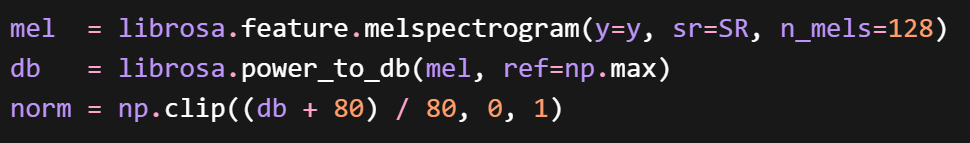 mel  = librosa.feature.melspectrogram(y=y, sr=SR, n_mels=128)
db   = librosa.power_to_db(mel, ref=np.max)
norm = np.clip((db + 80) / 80, 0, 1)